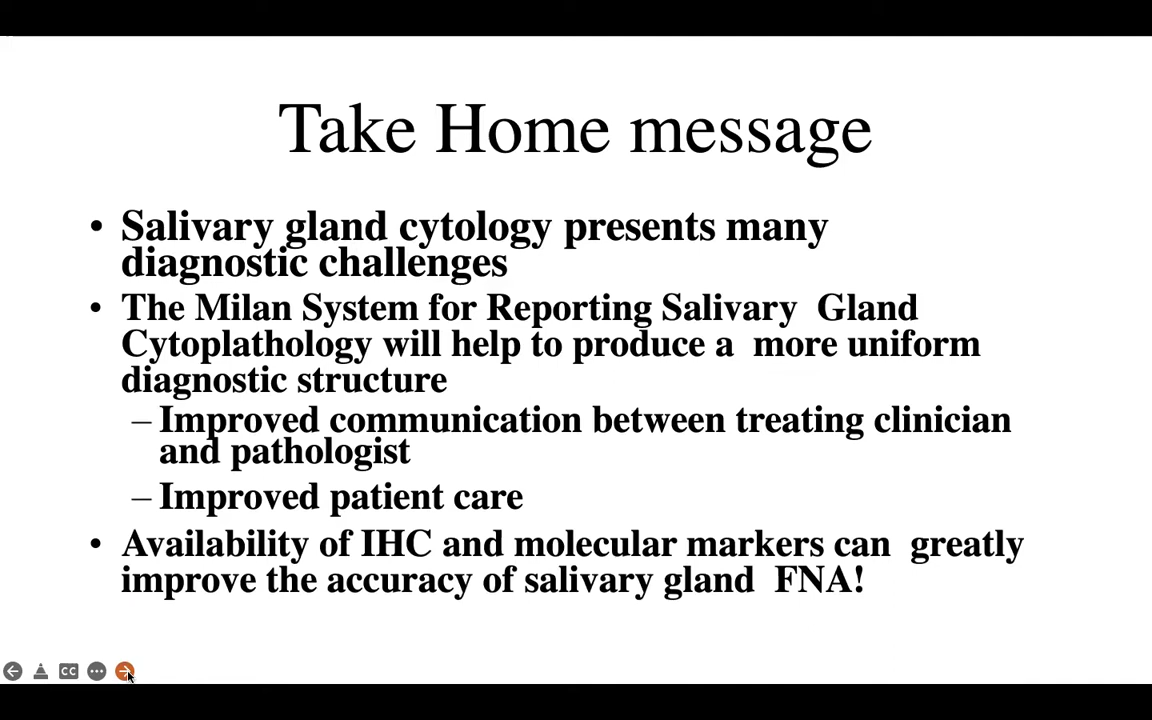 Take Home message
• Salivary gland cytology presents many
diagnostic challenges
• The Milan System for Reporting Salivary  Gland
Cytoplathology will help to produce a  more uniform
diagnostic structure
– Improved communication between treating clinician
and pathologist
– Improved patient care
• Availability of IHC and molecular markers can  greatly
improve the accuracy of salivary gland  FNA!
CC